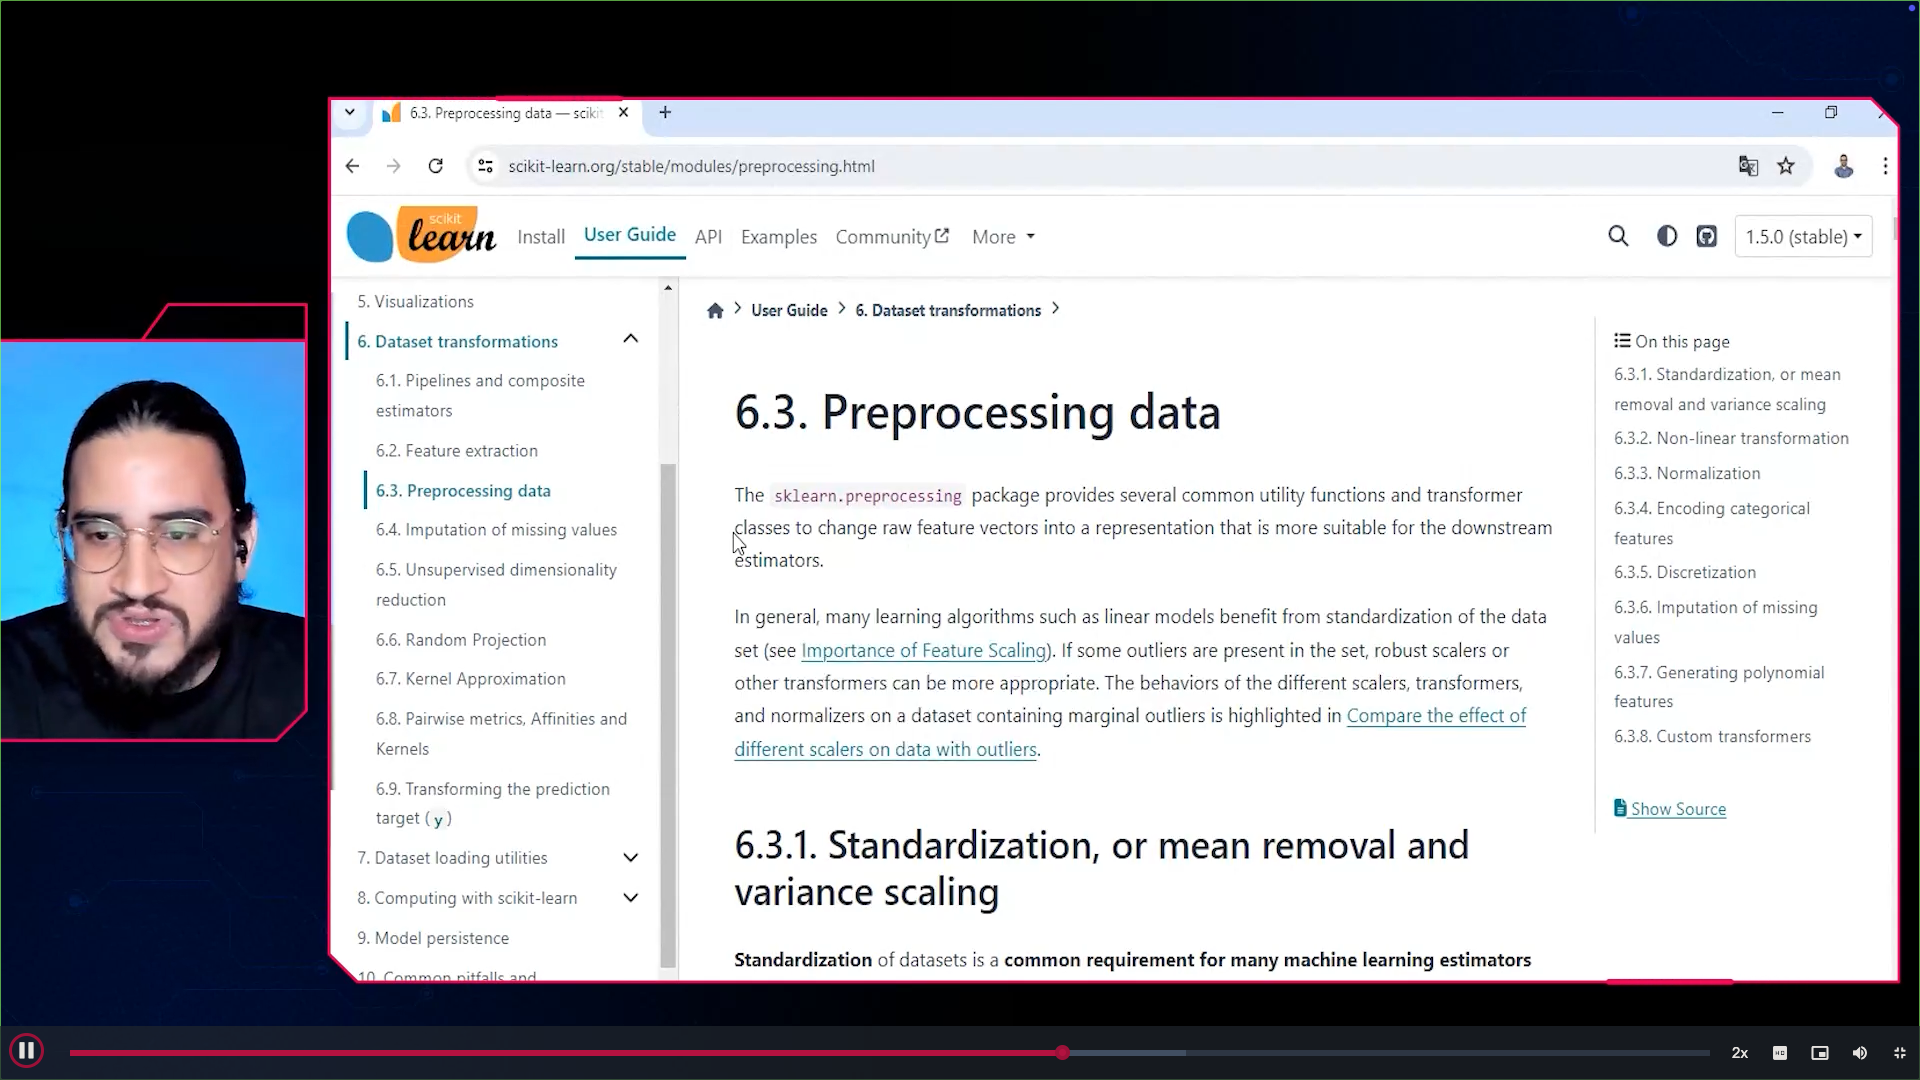 6.3. Preprocessing data — scikit
scikit-learn.org/stable/modules/preprocessing.html
scikit
learn
Install
User Guide
API
Examples
Community
More
1.5.0 (stable)
5. Visualizations
6. Dataset transformations
6.1. Pipelines and composite
estimators
6.2. Feature extraction
6.3. Preprocessing data
6.4. Imputation of missing values
6.5. Unsupervised dimensionality
reduction
6.6. Random Projection
6.7. Kernel Approximation
6.8. Pairwise metrics, Affinities and
Kernels
6.9. Transforming the prediction
target (y)
7. Dataset loading utilities
8. Computing with scikit-learn
9. Model persistence
10. Common pitfalls and
User Guide
6. Dataset transformations
6.3. Preprocessing data
The sklearn.preprocessing package provides several common utility functions and transformer
classes to change raw feature vectors into a representation that is more suitable for the downstream
estimators.
In general, many learning algorithms such as linear models benefit from standardization of the data
set (see Importance of Feature Scaling). If some outliers are present in the set, robust scalers or
other transformers can be more appropriate. The behaviors of the different scalers, transformers,
and normalizers on a dataset containing marginal outliers is highlighted in Compare the effect of
different scalers on data with outliers.
6.3.1. Standardization, or mean removal and
variance scaling
Standardization of datasets is a common requirement for many machine learning estimators
On this page
6.3.1. Standardization, or mean
removal and variance scaling
6.3.2. Non-linear transformation
6.3.3. Normalization
6.3.4. Encoding categorical
features
6.3.5. Discretization
6.3.6. Imputation of missing
values
6.3.7. Generating polynomial
features
6.3.8. Custom transformers
Show Source
2x
HD